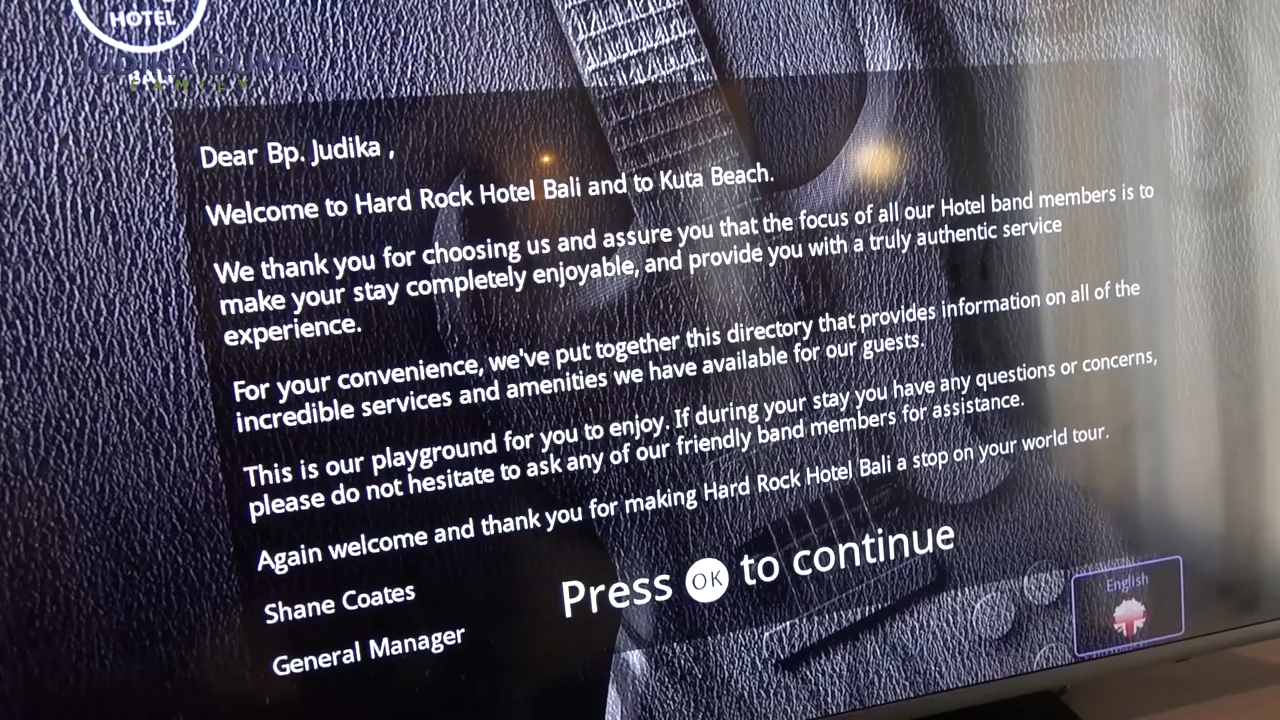 HOTEL
BALI
JUDIKA DUMA
FAMILY
Dear Bp. Judika ,
Welcome to Hard Rock Hotel Bali and to Kuta Beach.
We thank you for choosing us and assure you that the focus of all our Hotel band members is to
make your stay completely enjoyable, and provide you with a truly authentic service
experience.
For your convenience, we've put together this directory that provides information on all of the
incredible services and amenities we have available for our guests.
This is our playground for you to enjoy. If during your stay you have any questions or concerns,
please do not hesitate to ask any of our friendly band members for assistance.
Again welcome and thank you for making Hard Rock Hotel Bali a stop on your world tour.
Shane Coates
General Manager
Press OK to continue
English